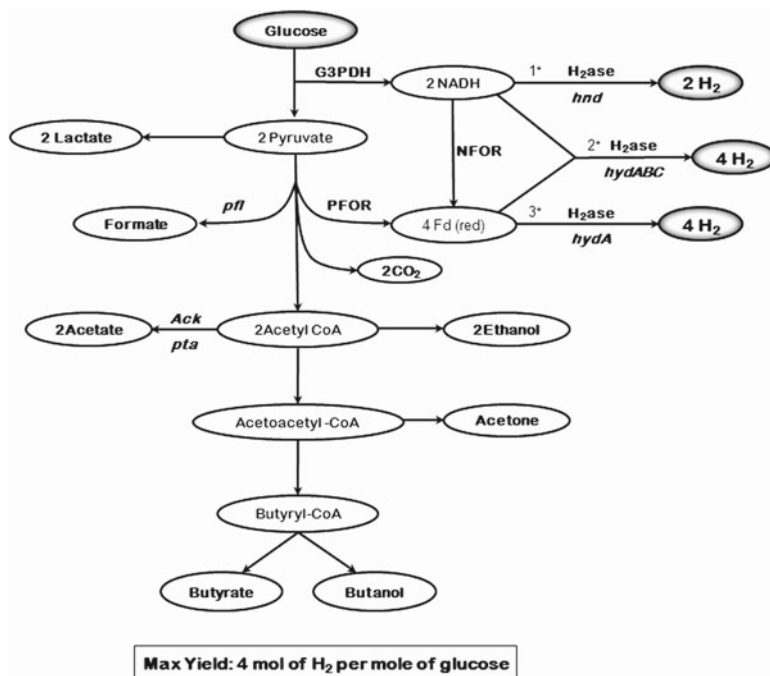 Glucose
G3PDH
2 NADH
1* H₂ase
hnd
2 H₂
2 Lactate
2 Pyruvate
NFOR
2* H₂ase
hydABC
4 H₂
Formate
pfl
PFOR
4 Fd (red)
3* H₂ase
hydA
4 H₂
2CO₂
2Acetate
Ack
pta
2Acetyl CoA
2Ethanol
Acetoacetyl-CoA
Acetone
Butyryl-CoA
Butyrate
Butanol
Max Yield: 4 mol of H₂ per mole of glucose